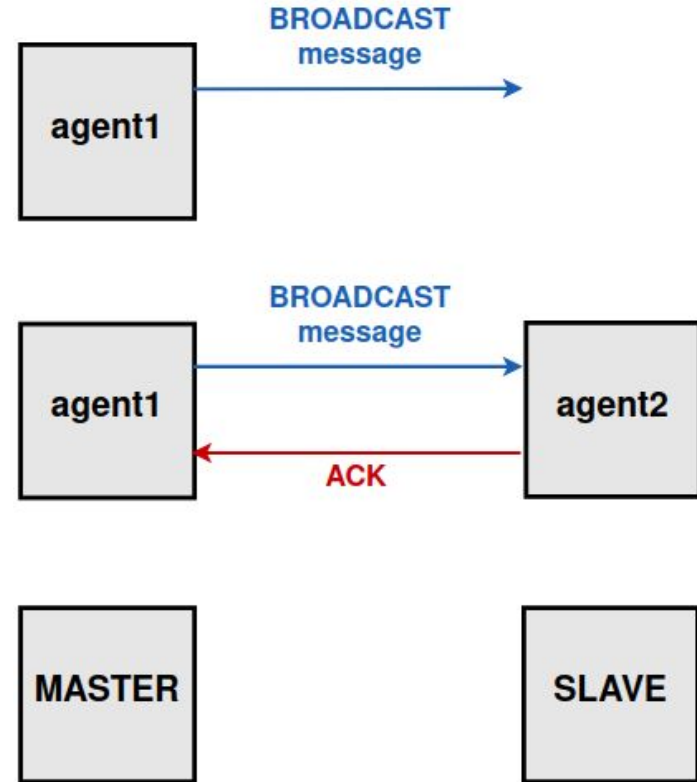 BROADCAST
message
agent1
BROADCAST
message
agent1
agent2
ACK
MASTER
SLAVE